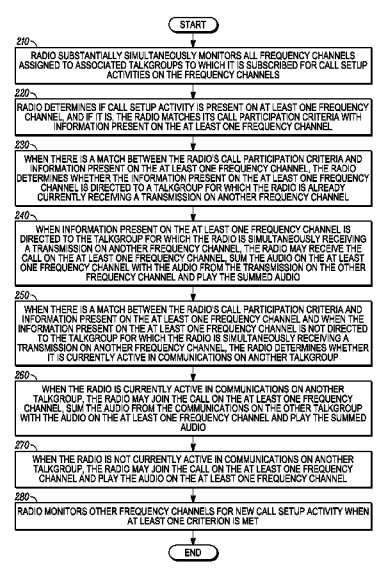 START
210
RADIO SUBSTANTIALLY SIMULTANEOUSLY MONITORS ALL FREQUENCY CHANNELS
ASSIGNED TO ASSOCIATED TALKGROUPS TO WHICH IT IS SUBSCRIBED FOR CALL SETUP
ACTIVITIES ON THE FREQUENCY CHANNELS
220
RADIO DETERMINES IF CALL SETUP ACTIVITY IS PRESENT ON AT LEAST ONE FREQUENCY
CHANNEL, AND IF IT IS, THE RADIO MATCHES ITS CALL PARTICIPATION CRITERIA WITH
INFORMATION PRESENT ON THE AT LEAST ONE FREQUENCY CHANNEL
230
WHEN THERE IS A MATCH BETWEEN THE RADIO'S CALL PARTICIPATION CRITERIA AND
INFORMATION PRESENT ON THE AT LEAST ONE FREQUENCY CHANNEL, THE RADIO
DETERMINES WHETHER THE INFORMATION PRESENT ON THE AT LEAST ONE FREQUENCY
CHANNEL IS DIRECTED TO A TALKGROUP FOR WHICH THE RADIO IS ALREADY
CURRENTLY RECEIVING A TRANSMISSION ON ANOTHER FREQUENCY CHANNEL
240
WHEN INFORMATION PRESENT ON THE AT LEAST ONE FREQUENCY CHANNEL IS
DIRECTED TO THE TALKGROUP FOR WHICH THE RADIO IS SIMULTANEOUSLY RECEIVING
A TRANSMISSION ON ANOTHER FREQUENCY CHANNEL, THE RADIO MAY RECEIVE THE
CALL ON THE AT LEAST ONE FREQUENCY CHANNEL, SUM THE AUDIO ON THE AT LEAST
ONE FREQUENCY CHANNEL WITH THE AUDIO FROM THE TRANSMISSION ON THE OTHER
FREQUENCY CHANNEL AND PLAY THE SUMMED AUDIO
250
WHEN THERE IS A MATCH BETWEEN THE RADIO'S CALL PARTICIPATION CRITERIA AND
INFORMATION PRESENT ON THE AT LEAST ONE FREQUENCY CHANNEL AND WHEN THE
INFORMATION PRESENT ON THE AT LEAST ONE FREQUENCY CHANNEL IS NOT DIRECTED
TO THE TALKGROUP FOR WHICH THE RADIO IS SIMULTANEOUSLY RECEIVING A
TRANSMISSION ON ANOTHER FREQUENCY CHANNEL, THE RADIO DETERMINES WHETHER
IT IS CURRENTLY ACTIVE IN COMMUNICATIONS ON ANOTHER TALKGROUP
260
WHEN THE RADIO IS CURRENTLY ACTIVE IN COMMUNICATIONS ON ANOTHER
TALKGROUP, THE RADIO MAY JOIN THE CALL ON THE AT LEAST ONE FREQUENCY
CHANNEL, SUM THE AUDIO FROM THE COMMUNICATIONS ON THE OTHER TALKGROUP
WITH THE AUDIO ON THE AT LEAST ONE FREQUENCY CHANNEL AND PLAY THE SUMMED
AUDIO
270
WHEN THE RADIO IS NOT CURRENTLY ACTIVE IN COMMUNICATIONS ON ANOTHER
TALKGROUP, THE RADIO MAY JOIN THE CALL ON THE AT LEAST ONE FREQUENCY
CHANNEL AND PLAY THE AUDIO ON THE AT LEAST ONE FREQUENCY CHANNEL
280
RADIO MONITORS OTHER FREQUENCY CHANNELS FOR NEW CALL SETUP ACTIVITY WHEN
AT LEAST ONE CRITERION IS MET
END